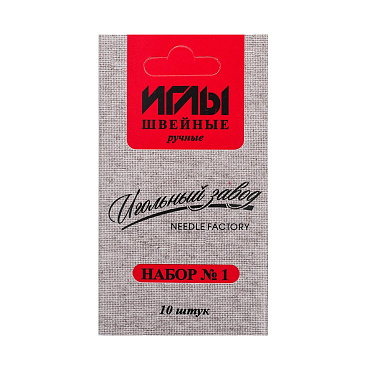 ИГЛЫ
ШВЕЙНЫЕ
ручные
Игольный завод
NEEDLE FACTORY
НАБОР № 1
10 штук